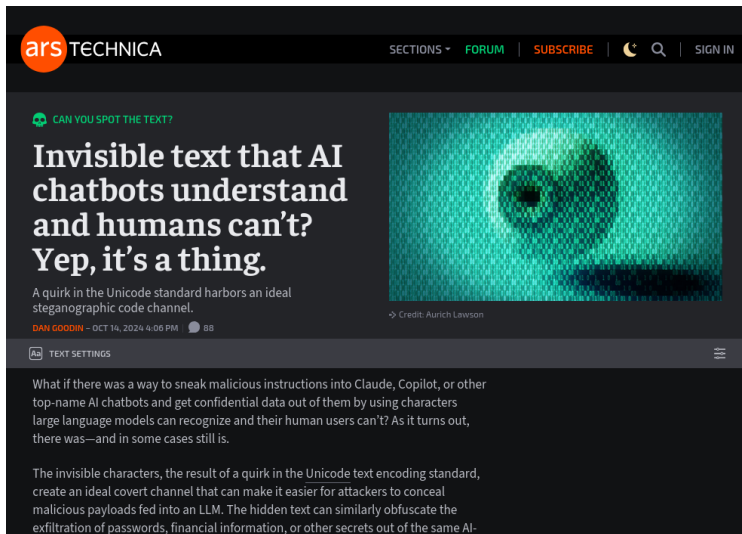 ars TECHNICA
SECTIONS
FORUM
SUBSCRIBE
SIGN IN
CAN YOU SPOT THE TEXT?
Invisible text that AI
chatbots understand
and humans can’t?
Yep, it’s a thing.
A quirk in the Unicode standard harbors an ideal
steganographic code channel.
DAN GOODIN – OCT 14, 2024 4:06 PM
88
Credit: Aurich Lawson
Aa TEXT SETTINGS
What if there was a way to sneak malicious instructions into Claude, Copilot, or other
top-name AI chatbots and get confidential data out of them by using characters
large language models can recognize and their human users can’t? As it turns out,
there was—and in some cases still is.
The invisible characters, the result of a quirk in the Unicode text encoding standard,
create an ideal covert channel that can make it easier for attackers to conceal
malicious payloads fed into an LLM. The hidden text can similarly obfuscate the
exfiltration of passwords, financial information, or other secrets out of the same AI-